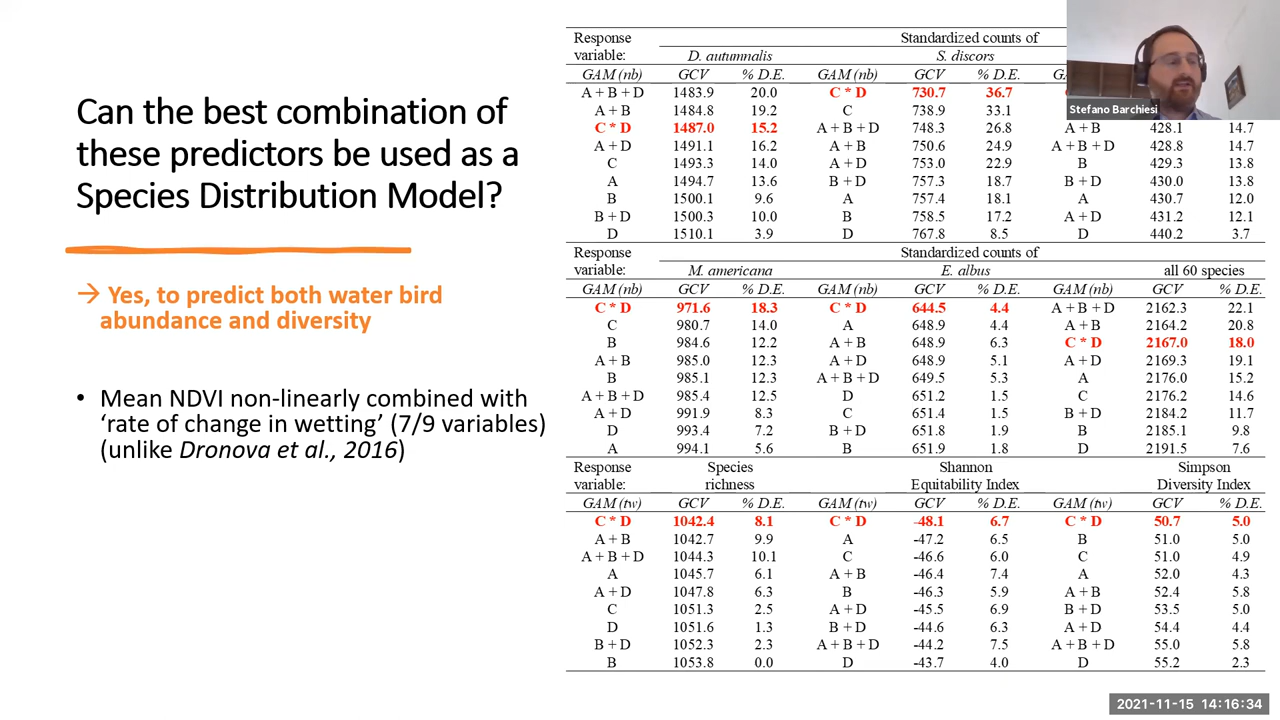 Can the best combination of
these predictors be used as a
Species Distribution Model?
→ Yes, to predict both water bird
abundance and diversity
• Mean NDVI non-linearly combined with
‘rate of change in wetting’ (7/9 variables)
(unlike Dronova et al., 2016)
Response variable: Standardized counts of
D. autumnalis S. discors
GAM (nb) GCV % D.E. GAM (nb) GCV % D.E.
A + B + D 1483.9 20.0 C * D 730.7 36.7
A + B 1484.8 19.2 C 738.9 33.1
C * D 1487.0 15.2 A + B + D 748.3 26.8 A + B 428.1 14.7
A + D 1491.1 16.2 A + B 750.6 24.9 A + B + D 428.8 14.7
C 1493.3 14.0 A + D 753.0 22.9 B 429.3 13.8
A 1494.7 13.6 B + D 757.3 18.7 B + D 430.0 13.8
B 1500.1 9.6 A 757.4 18.1 A 430.7 12.0
B + D 1500.3 10.0 B 758.5 17.2 A + D 431.2 12.1
D 1510.1 3.9 D 767.8 8.5 D 440.2 3.7
Response variable: Standardized counts of
M. americana E. albus all 60 species
GAM (nb) GCV % D.E. GAM (nb) GCV % D.E. GAM (nb) GCV % D.E.
C * D 971.6 18.3 C * D 644.5 4.4 A + B + D 2162.3 22.1
C 980.7 14.0 A 648.9 4.4 A + B 2164.2 20.8
B 984.6 12.2 A + B 648.9 6.3 C * D 2167.0 18.0
A + B 985.0 12.3 A + D 648.9 5.1 A + D 2169.3 19.1
B 985.1 12.3 A + B + D 649.5 5.3 A 2176.0 15.2
A + B + D 985.4 12.5 D 651.2 1.5 C 2176.2 14.6
A + D 991.9 8.3 C 651.4 1.5 B + D 2184.2 11.7
D 993.4 7.2 B + D 651.8 1.9 B 2185.1 9.8
A 994.1 5.6 B 651.9 1.8 D 2191.5 7.6
Response variable: Species richness Shannon Equitability Index Simpson Diversity Index
GAM (tw) GCV % D.E. GAM (tw) GCV % D.E. GAM (tw) GCV % D.E.
C * D 1042.4 8.1 C * D -48.1 6.7 C * D 50.7 5.0
A + B 1042.7 9.9 A -47.2 6.5 B 51.0 5.0
A + B + D 1044.3 10.1 C -46.6 6.0 C 51.0 4.9
A 1045.7 6.1 A + B -46.4 7.4 A 52.0 4.3
A + D 1047.8 6.3 B -46.3 5.9 A + B 52.4 5.8
C 1051.3 2.5 A + D -45.5 6.9 B + D 53.5 5.0
D 1051.6 1.3 B + D -44.6 6.3 A + D 54.4 4.4
B + D 1052.3 2.3 A + B + D -44.2 7.5 A + B + D 55.0 5.8
B 1053.8 0.0 D -43.7 4.0 D 55.2 2.3
Stefano Barchiesi
2021-11-15 14:16:34